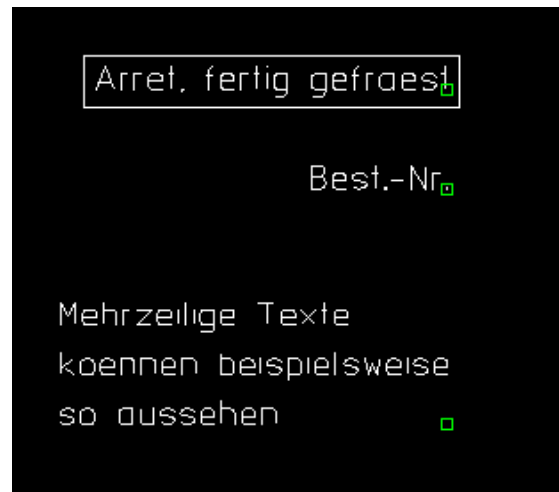 Arret, fertig gefraest
Best.-Nr.
Mehrzeilige Texte
koennen beispielsweise
so aussehen